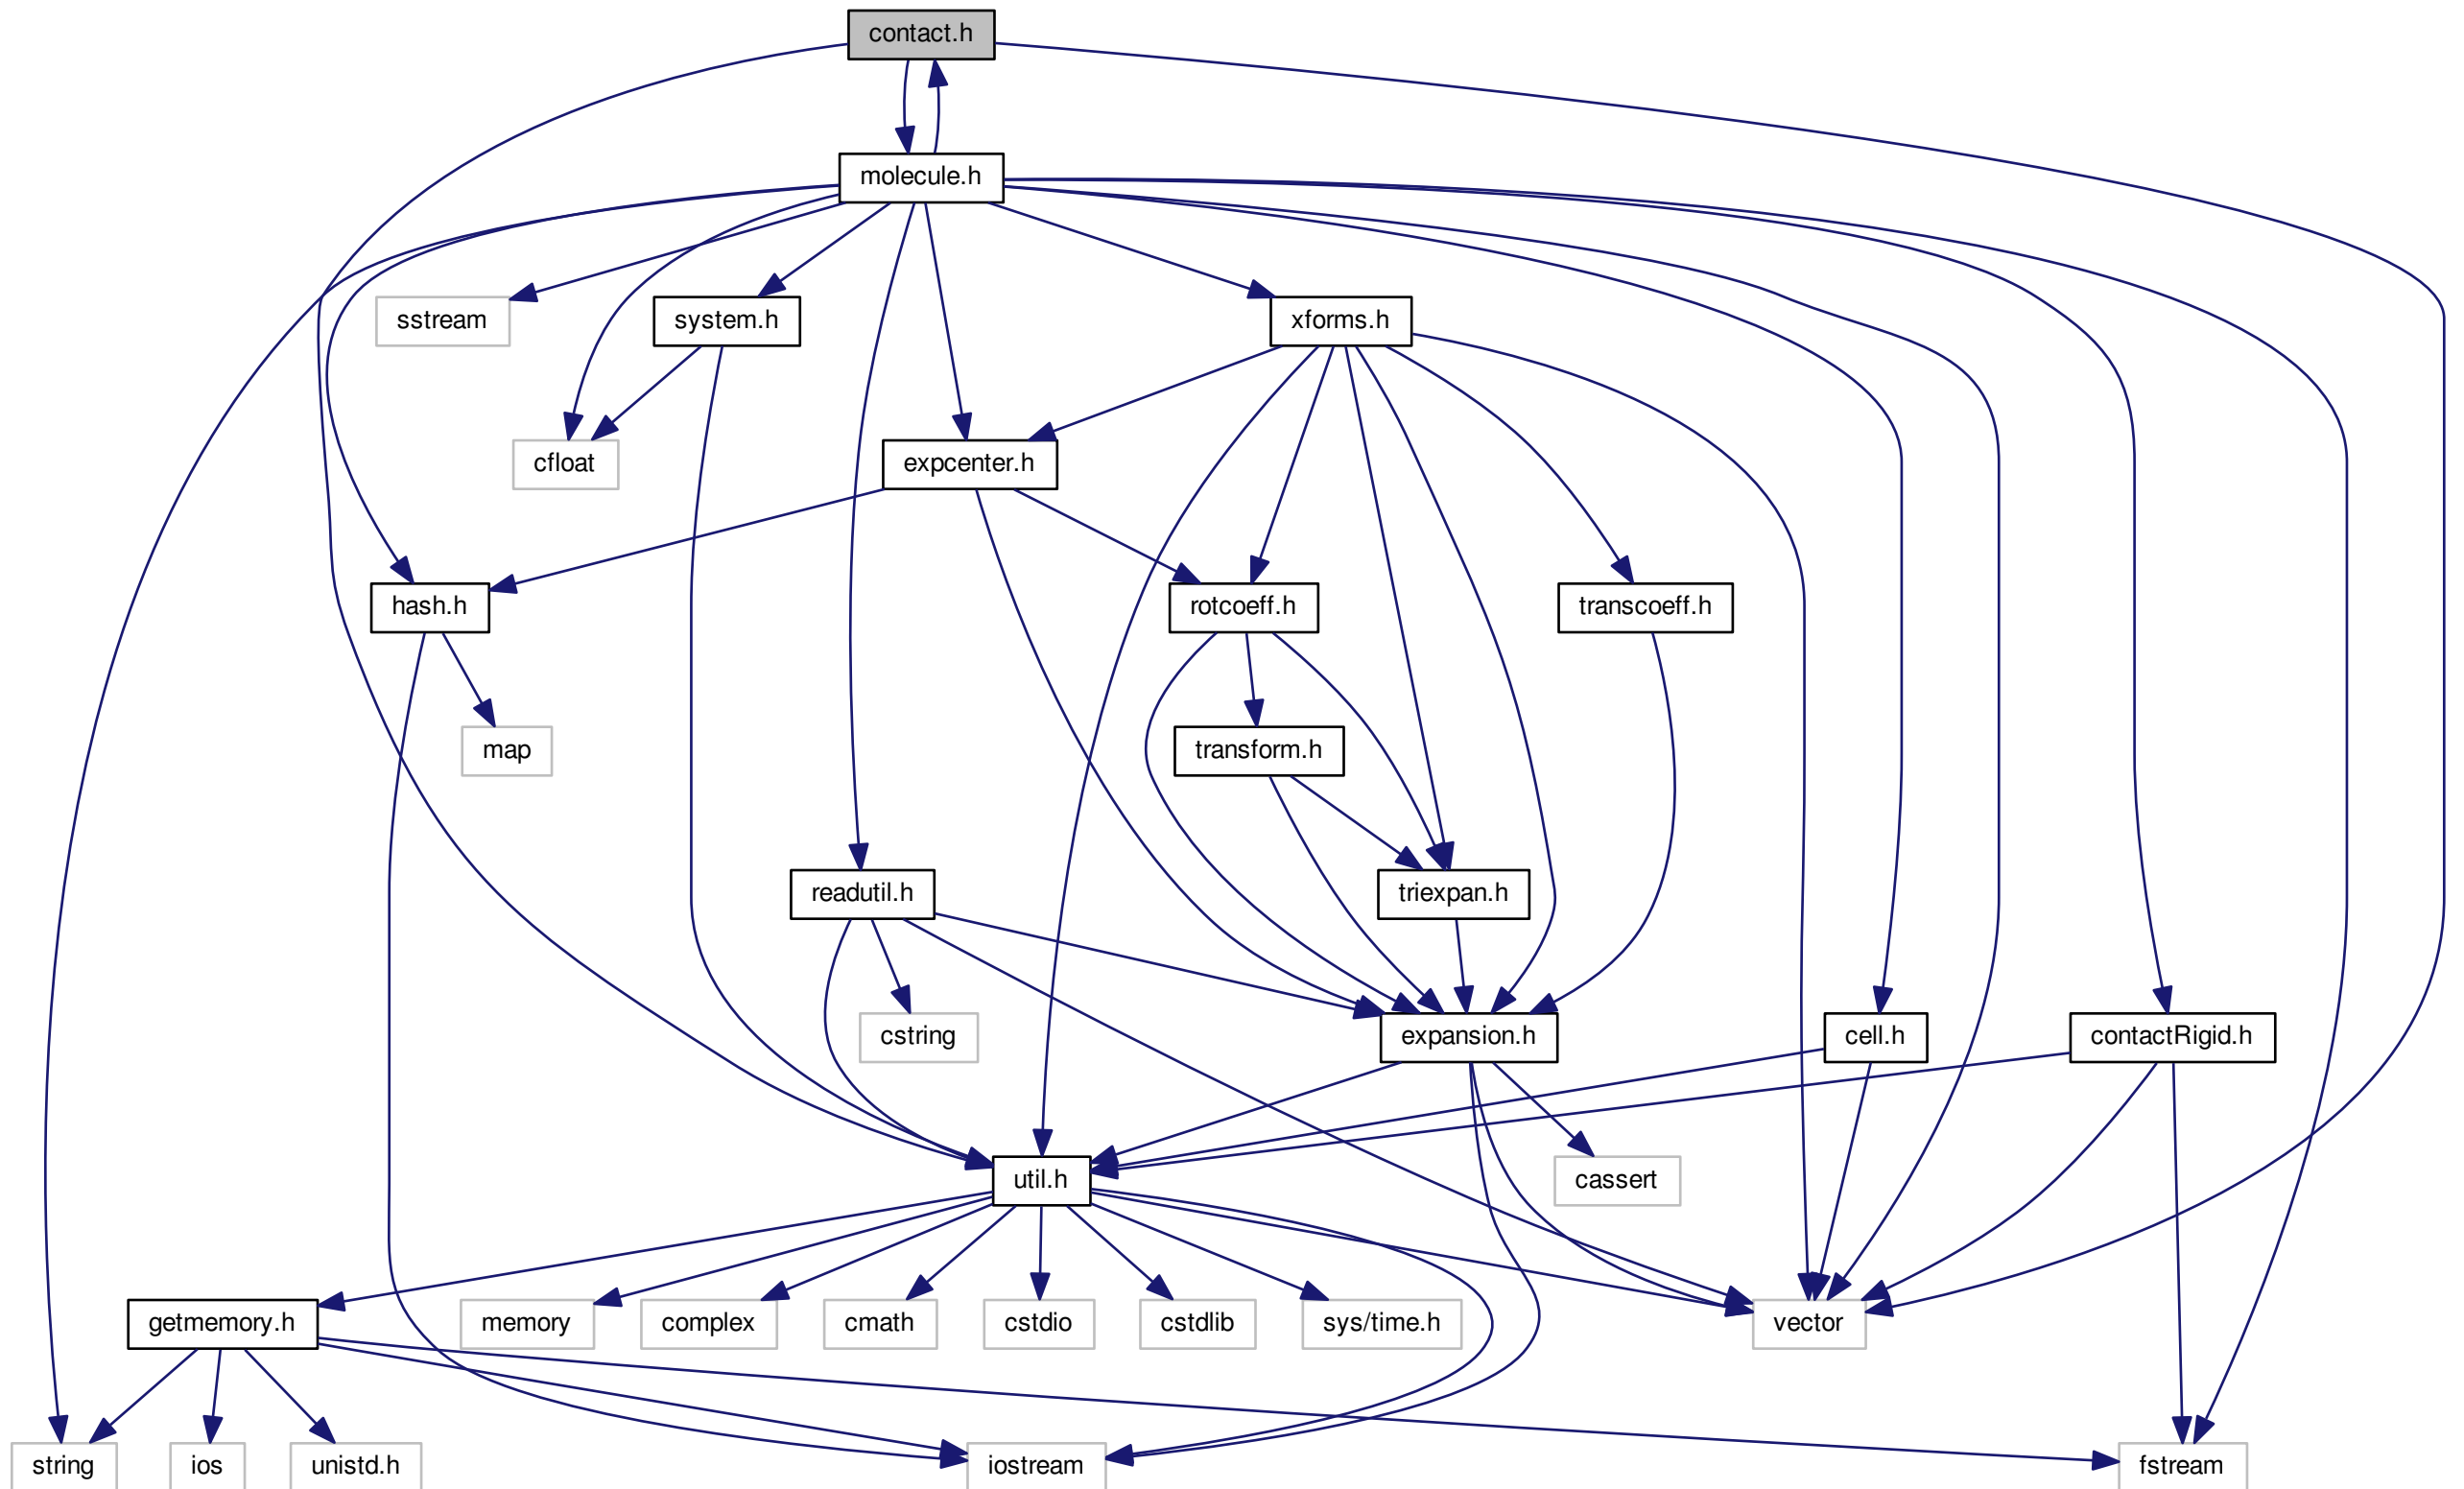 contact.h
molecule.h
sstream
system.h
xforms.h
cfloat
expcenter.h
hash.h
rotcoeff.h
transcoeff.h
map
transform.h
readutil.h
triexpan.h
cstring
expansion.h
cell.h
contactRigid.h
util.h
cassert
getmemory.h
memory
complex
cmath
cstdio
cstdlib
sys/time.h
vector
string
ios
unistd.h
iostream
fstream